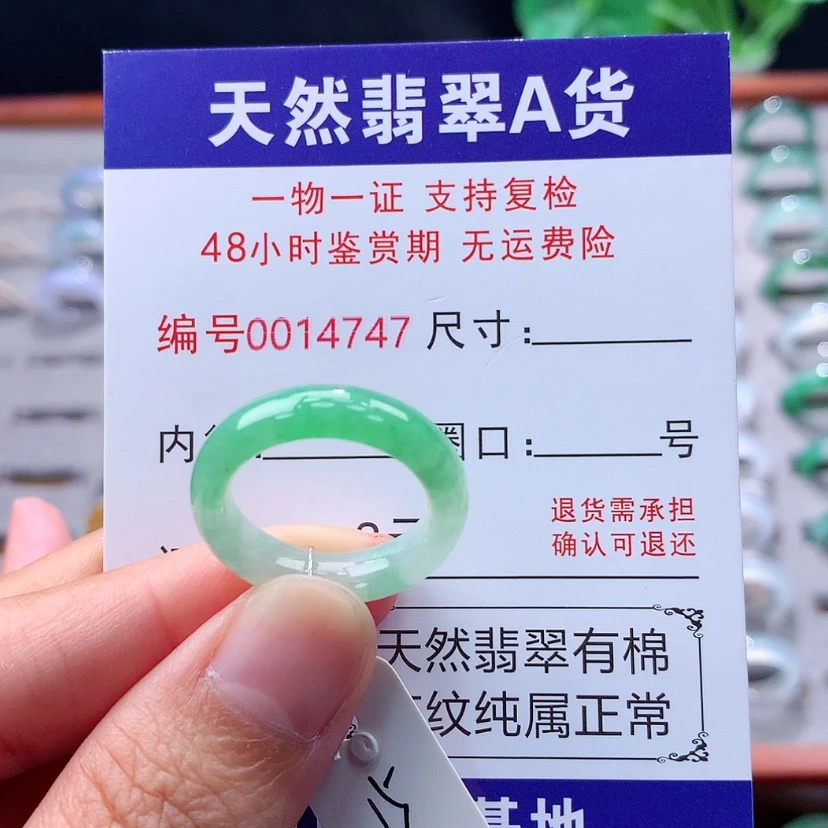 天然翡翠A货
一物一证 支持复检
48小时鉴赏期 无运费险
编号0014747 尺寸:
内 圈口: 号
退货需承担
确认可退还
天然翡翠有棉
纹纯属正常
基地